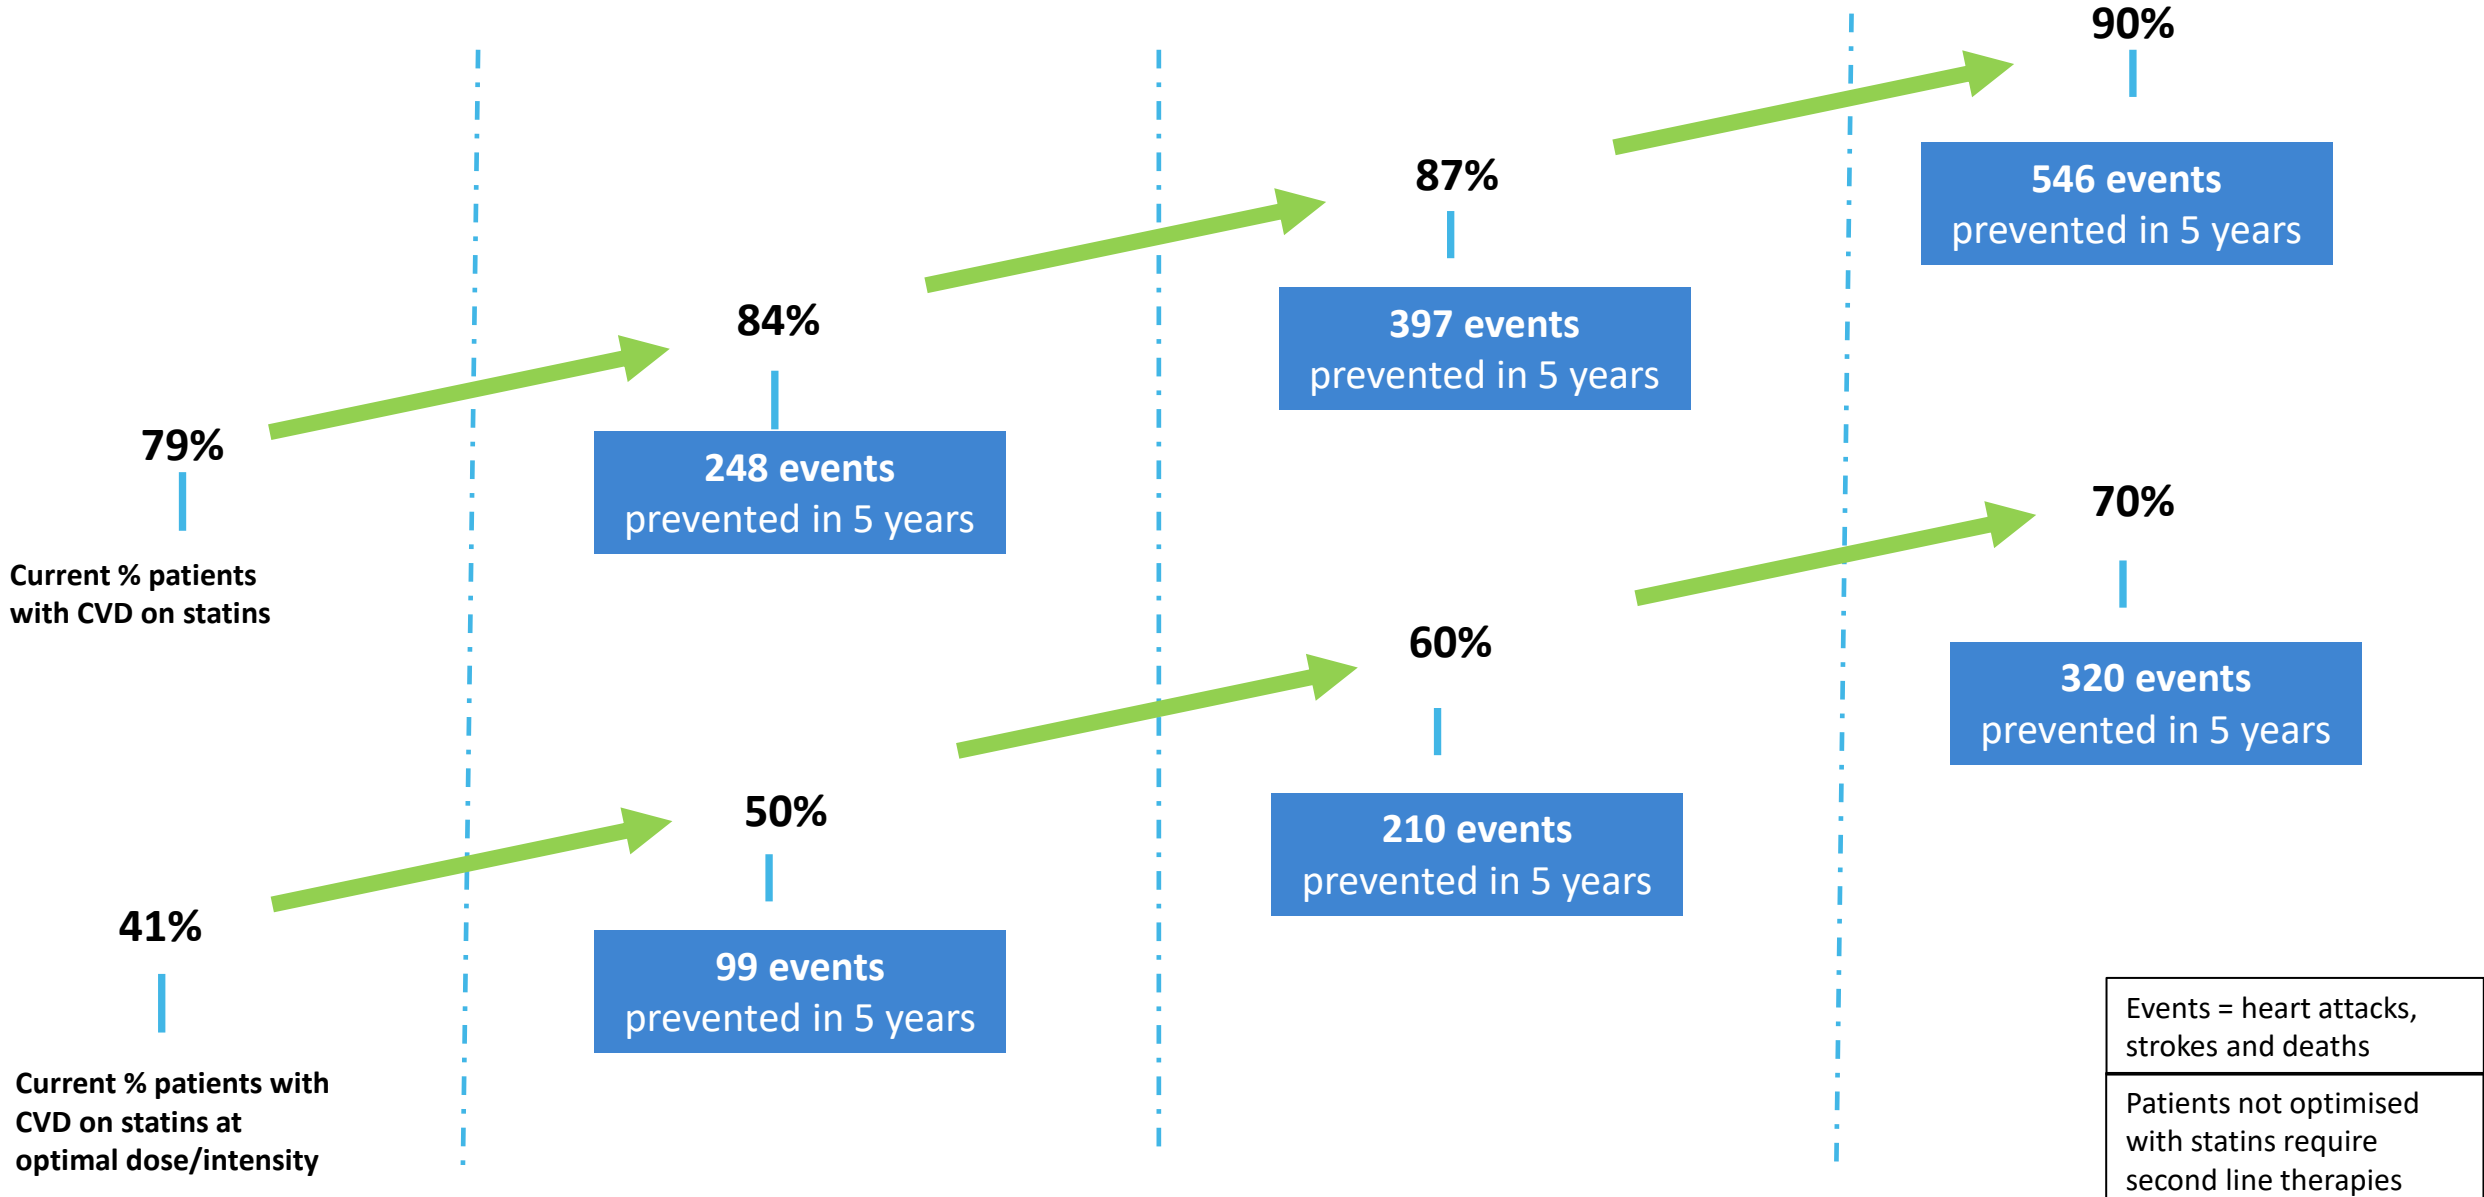 79%
Current % patients
with CVD on statins
84%
248 events
prevented in 5 years
87%
397 events
prevented in 5 years
90%
546 events
prevented in 5 years
41%
Current % patients with
CVD on statins at
optimal dose/intensity
50%
99 events
prevented in 5 years
60%
210 events
prevented in 5 years
70%
320 events
prevented in 5 years
Events = heart attacks,
strokes and deaths
Patients not optimised
with statins require
second line therapies